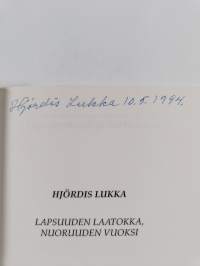 Hjördis Lukka 10.5.1994.
HJÖRDIS LUKKA
LAPSUUDEN LAATOKKA,
NUORUUDEN VUOKSI